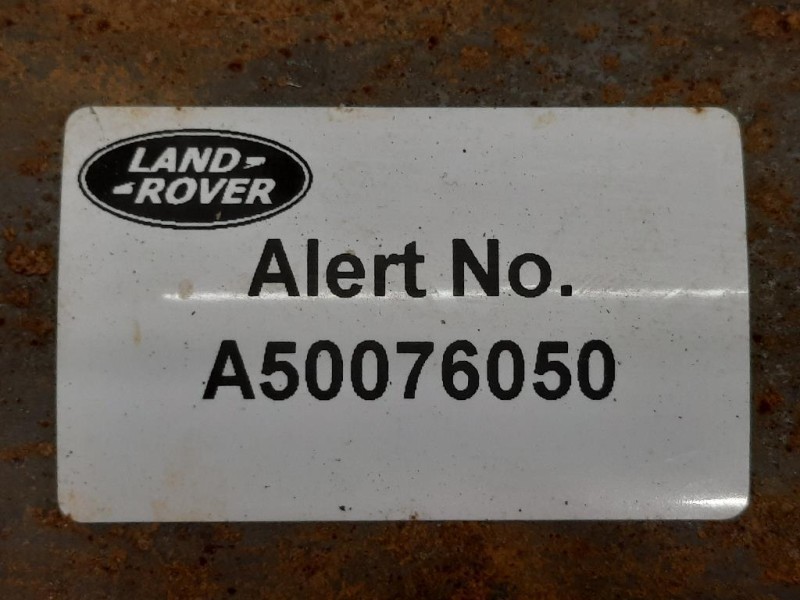 LAND
ROVER
Alert No.
A50076050